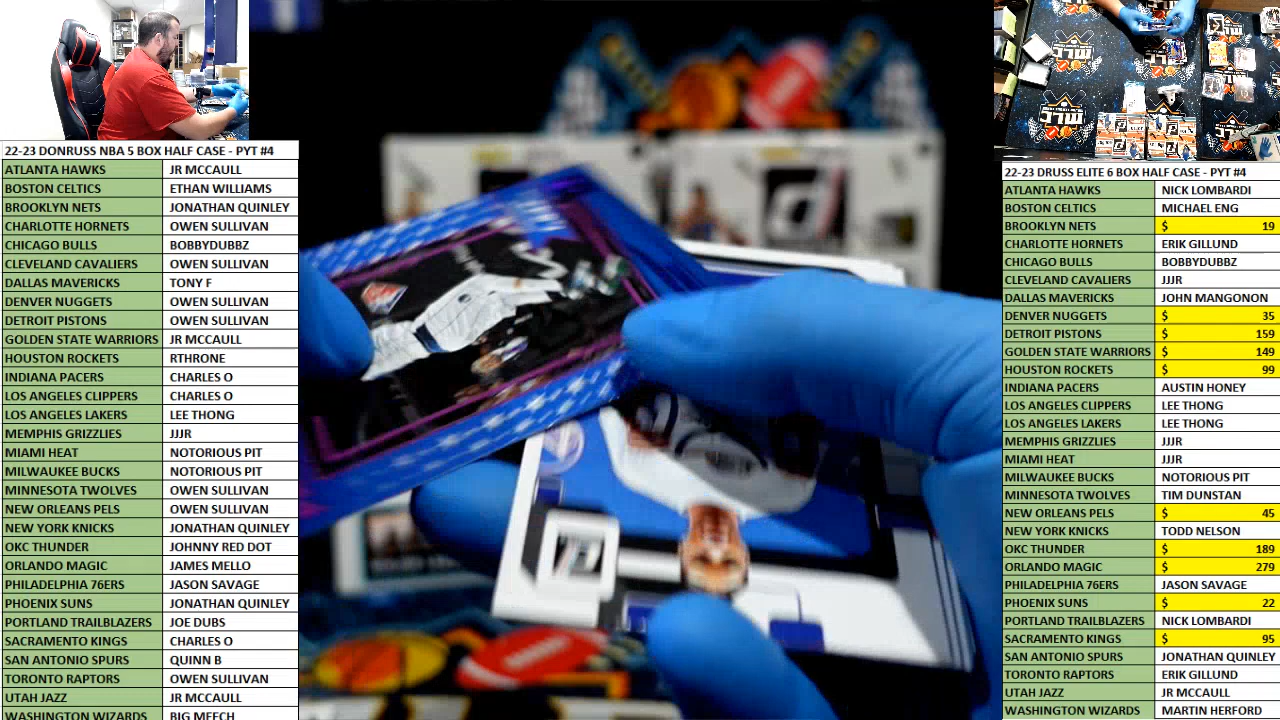 22-23 DONRUSS NBA 5 BOX HALF CASE - PYT #4
ATLANTA HAWKS JR MCCAULL
BOSTON CELTICS ETHAN WILLIAMS
BROOKLYN NETS JONATHAN QUINLEY
CHARLOTTE HORNETS OWEN SULLIVAN
CHICAGO BULLS BOBBYDUBBZ
CLEVELAND CAVALIERS OWEN SULLIVAN
DALLAS MAVERICKS TONY F
DENVER NUGGETS OWEN SULLIVAN
DETROIT PISTONS OWEN SULLIVAN
GOLDEN STATE WARRIORS JR MCCAULL
HOUSTON ROCKETS RTHRONE
INDIANA PACERS CHARLES O
LOS ANGELES CLIPPERS CHARLES O
LOS ANGELES LAKERS LEE THONG
MEMPHIS GRIZZLIES JJJR
MIAMI HEAT NOTORIOUS PIT
MILWAUKEE BUCKS NOTORIOUS PIT
MINNESOTA TWOLVES OWEN SULLIVAN
NEW ORLEANS PELS OWEN SULLIVAN
NEW YORK KNICKS JONATHAN QUINLEY
OKC THUNDER JOHNNY RED DOT
ORLANDO MAGIC JAMES MELLO
PHILADELPHIA 76ERS JASON SAVAGE
PHOENIX SUNS JONATHAN QUINLEY
PORTLAND TRAILBLAZERS JOE DUBS
SACRAMENTO KINGS CHARLES O
SAN ANTONIO SPURS QUINN B
TORONTO RAPTORS OWEN SULLIVAN
UTAH JAZZ JR MCCAULL
WASHINGTON WIZARDS BIG MEECH
22-23 DRUSS ELITE 6 BOX HALF CASE - PYT #4
ATLANTA HAWKS NICK LOMBARDI
BOSTON CELTICS MICHAEL ENG
BROOKLYN NETS $ 19
CHARLOTTE HORNETS ERIK GILLUND
CHICAGO BULLS BOBBYDUBBZ
CLEVELAND CAVALIERS JJJR
DALLAS MAVERICKS JOHN MANGONON
DENVER NUGGETS $ 35
DETROIT PISTONS $ 159
GOLDEN STATE WARRIORS $ 149
HOUSTON ROCKETS $ 99
INDIANA PACERS AUSTIN HONEY
LOS ANGELES CLIPPERS LEE THONG
LOS ANGELES LAKERS LEE THONG
MEMPHIS GRIZZLIES JJJR
MIAMI HEAT JJJR
MILWAUKEE BUCKS NOTORIOUS PIT
MINNESOTA TWOLVES TIM DUNSTAN
NEW ORLEANS PELS $ 45
NEW YORK KNICKS TODD NELSON
OKC THUNDER $ 189
ORLANDO MAGIC $ 279
PHILADELPHIA 76ERS JASON SAVAGE
PHOENIX SUNS $ 22
PORTLAND TRAILBLAZERS NICK LOMBARDI
SACRAMENTO KINGS $ 95
SAN ANTONIO SPURS JONATHAN QUINLEY
TORONTO RAPTORS ERIK GILLUND
UTAH JAZZ JR MCCAULL
WASHINGTON WIZARDS MARTIN HERFORD